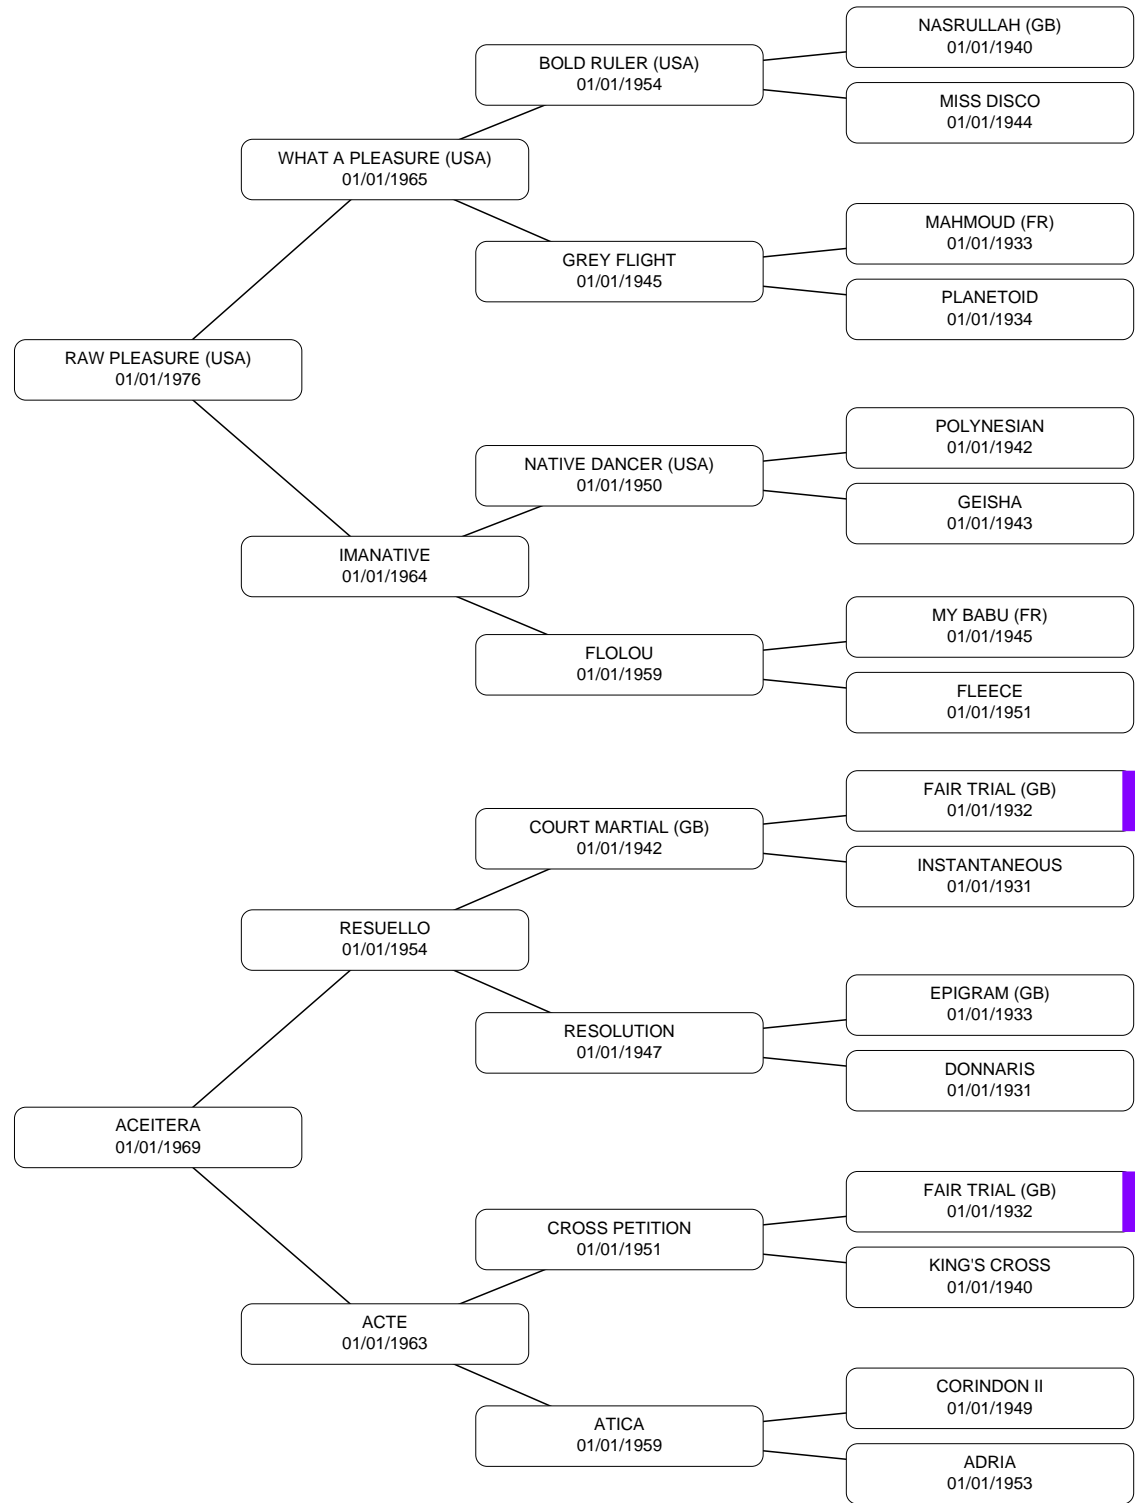 NASRULLAH (GB)
01/01/1940
BOLD RULER (USA)
01/01/1954
MISS DISCO
01/01/1944
WHAT A PLEASURE (USA)
01/01/1965
MAHMOUD (FR)
01/01/1933
GREY FLIGHT
01/01/1945
PLANETOID
01/01/1934
RAW PLEASURE (USA)
01/01/1976
POLYNESIAN
01/01/1942
NATIVE DANCER (USA)
01/01/1950
GEISHA
01/01/1943
IMANATIVE
01/01/1964
MY BABU (FR)
01/01/1945
FLOLOU
01/01/1959
FLEECE
01/01/1951
FAIR TRIAL (GB)
01/01/1932
COURT MARTIAL (GB)
01/01/1942
INSTANTANEOUS
01/01/1931
RESUELLO
01/01/1954
EPIGRAM (GB)
01/01/1933
RESOLUTION
01/01/1947
DONNARIS
01/01/1931
ACEITERA
01/01/1969
FAIR TRIAL (GB)
01/01/1932
CROSS PETITION
01/01/1951
KING'S CROSS
01/01/1940
ACTE
01/01/1963
CORINDON II
01/01/1949
ATICA
01/01/1959
ADRIA
01/01/1953